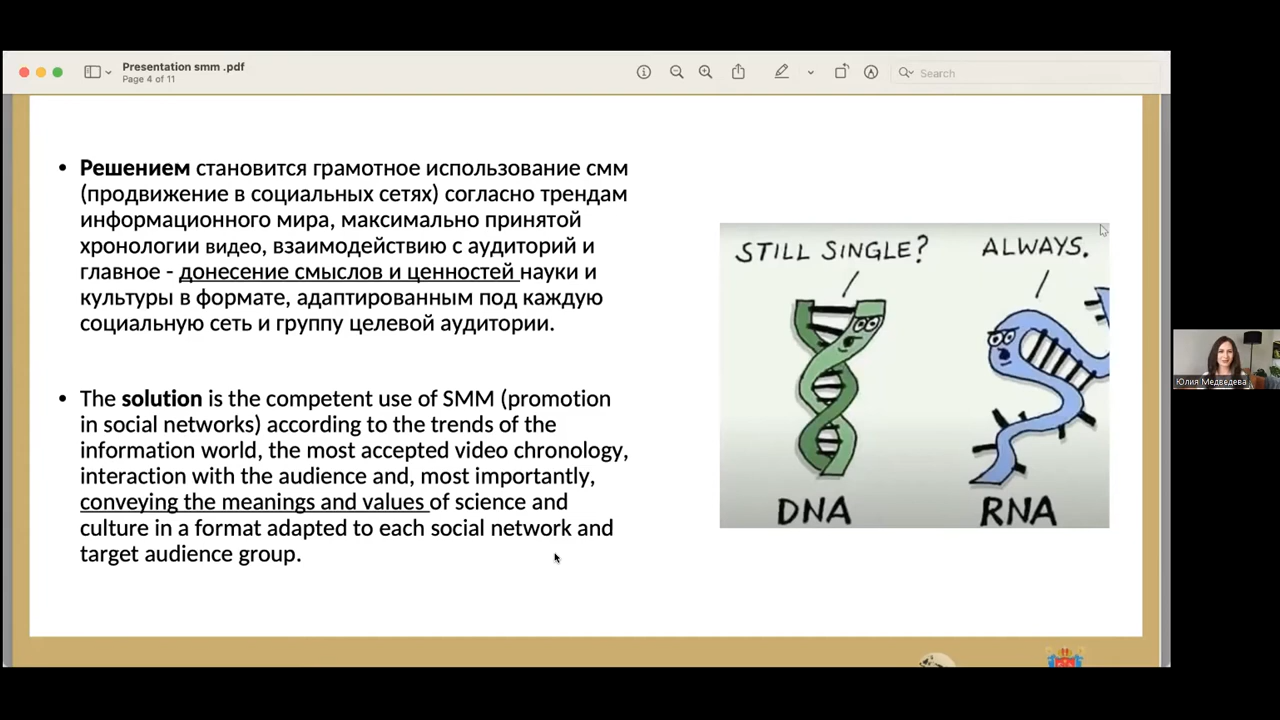 Presentation smm .pdf
Page 4 of 11
Search
• Решением становится грамотное использование смм
(продвижение в социальных сетях) согласно трендам
информационного мира, максимально принятой
хронологии видео, взаимодействию с аудиторий и
главное - донесение смыслов и ценностей науки и
культуры в формате, адаптированным под каждую
социальную сеть и группу целевой аудитории.
• The solution is the competent use of SMM (promotion
in social networks) according to the trends of the
information world, the most accepted video chronology,
interaction with the audience and, most importantly,
conveying the meanings and values of science and
culture in a format adapted to each social network and
target audience group.
STILL SINGLE?
ALWAYS.
DNA
RNA
Юлия Медведева